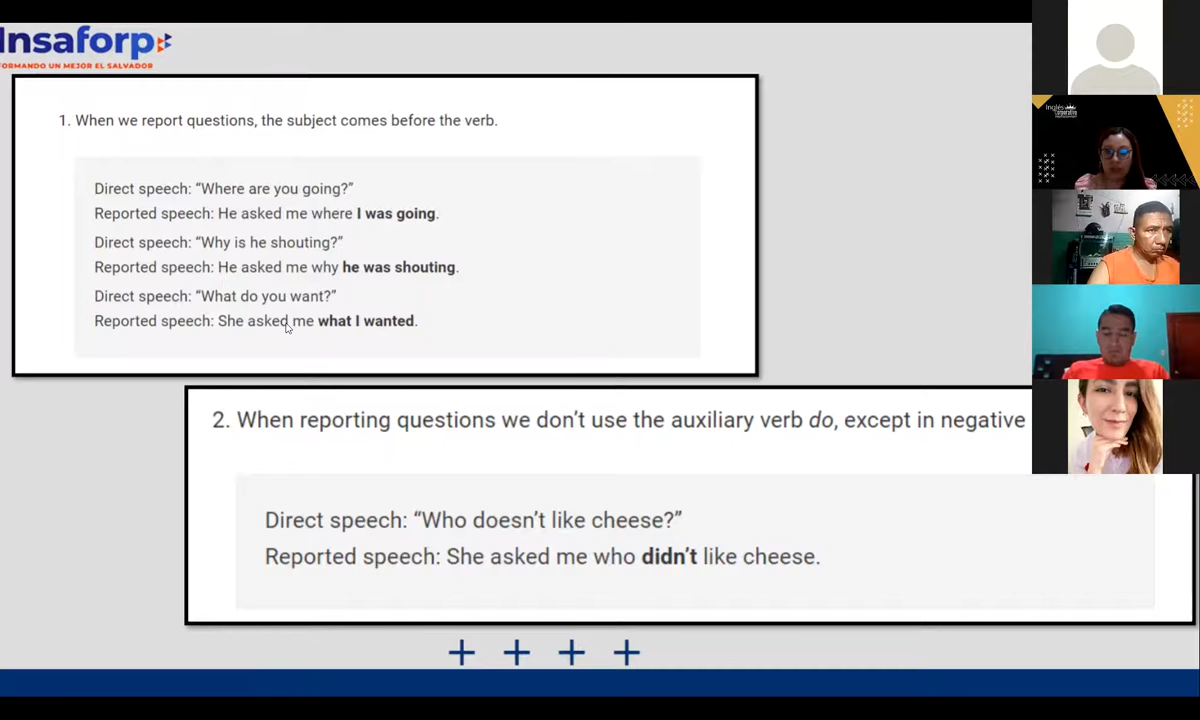 Insaforp
FORMANDO UN MEJOR EL SALVADOR
1. When we report questions, the subject comes before the verb.
Direct speech: “Where are you going?”
Reported speech: He asked me where I was going.
Direct speech: “Why is he shouting?”
Reported speech: He asked me why he was shouting.
Direct speech: “What do you want?”
Reported speech: She asked me what I wanted.
2. When reporting questions we don’t use the auxiliary verb do, except in negative
Direct speech: “Who doesn’t like cheese?”
Reported speech: She asked me who didn’t like cheese.
Inglés
Corporativo